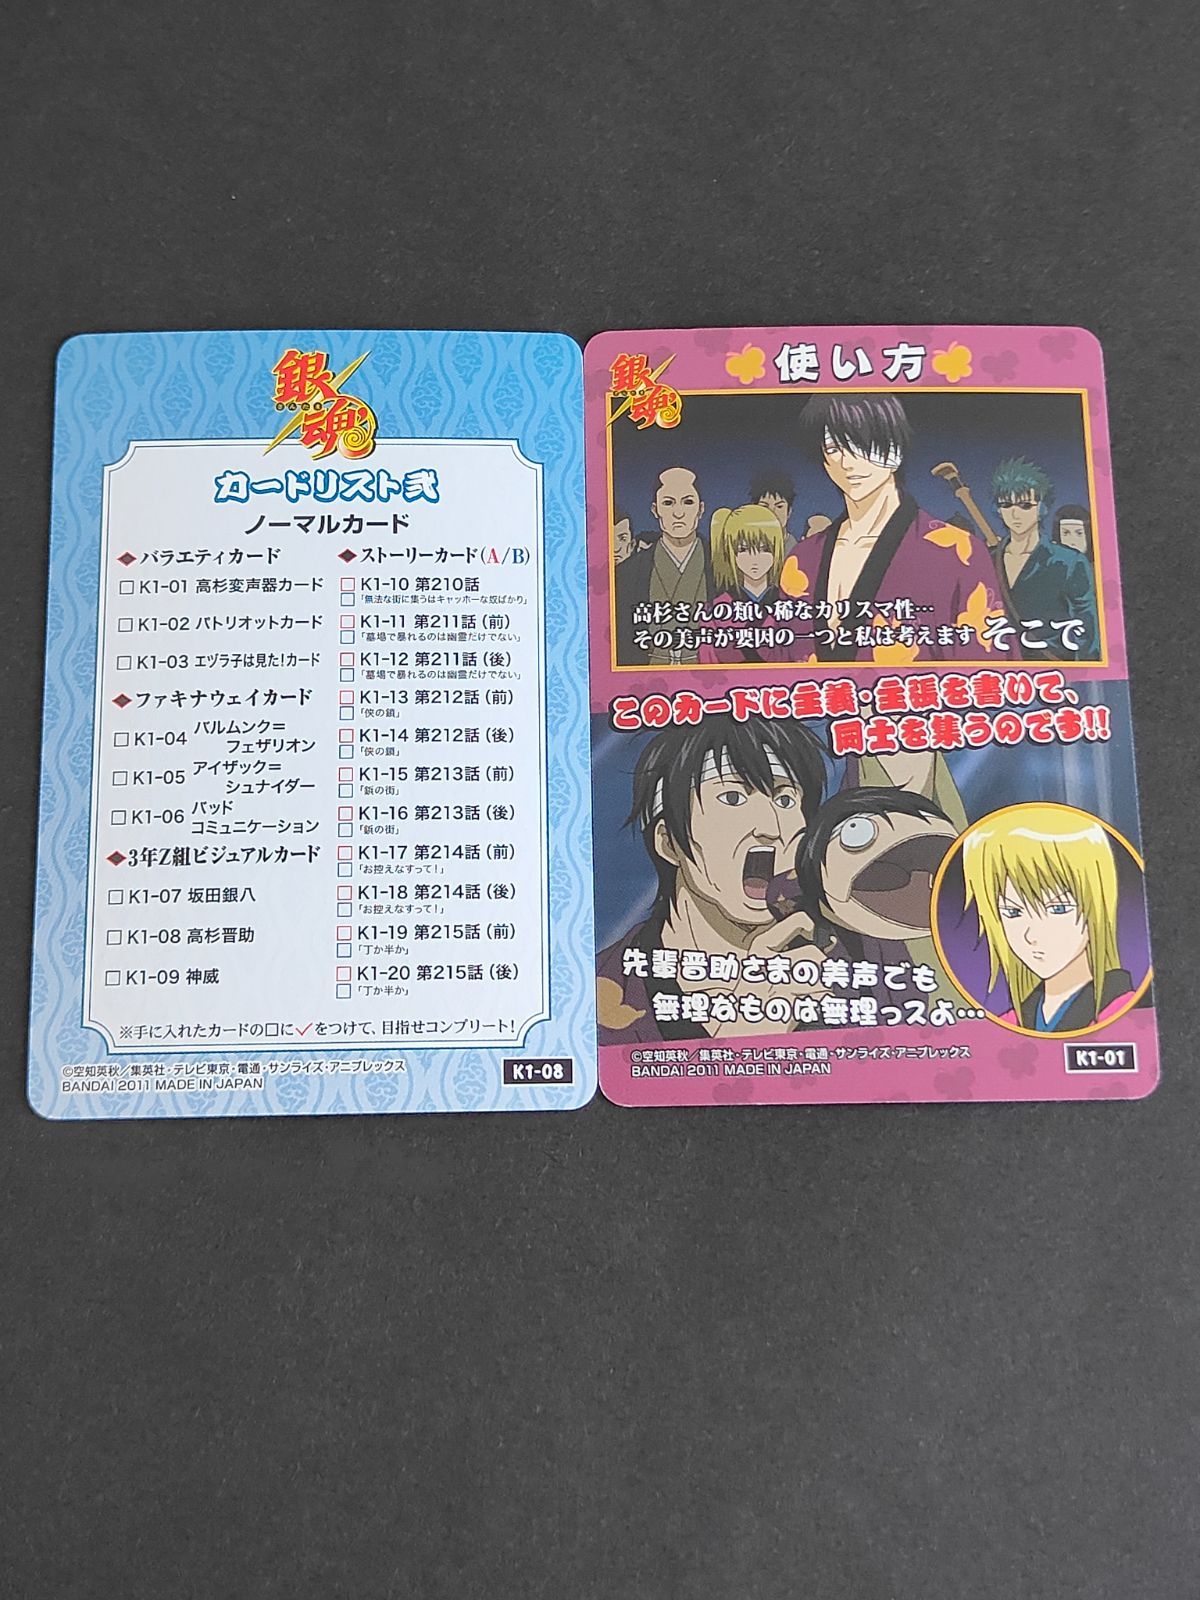 銀魂
ぎんたま
カードリスト弐
ノーマルカード
バラエティカード
K1-01 高杉変声器カード
K1-02 パトリオットカード
K1-03 エヅラ子は見た!カード
ファキナウェイカード
K1-04 バルムンク＝
フェザリオン
K1-05 アイザック＝
シュナイダー
K1-06 バッド
コミュニケーション
3年Z組ビジュアルカード
K1-07 坂田銀八
K1-08 高杉晋助
K1-09 神威
ストーリーカード(A/B)
K1-10 第210話
「無法な街に集うはキャッホーな奴ばかり」
K1-11 第211話(前)
「墓場で暴れるのは幽霊だけでない」
K1-12 第211話(後)
「墓場で暴れるのは幽霊だけでない」
K1-13 第212話(前)
「侠の鎖」
K1-14 第212話(後)
「侠の鎖」
K1-15 第213話(前)
「鋲の街」
K1-16 第213話(後)
「鋲の街」
K1-17 第214話(前)
「お控えなすって!」
K1-18 第214話(後)
「お控えなすって!」
K1-19 第215話(前)
「丁か半か」
K1-20 第215話(後)
「丁か半か」
※手に入れたカードの□に✓をつけて、目指せコンプリート!
©空知英秋／集英社・テレビ東京・電通・サンライズ・アニプレックス
BANDAI 2011 MADE IN JAPAN
K1-08
銀魂
使い方
高杉さんの類い稀なカリスマ性…
その美声が要因の一つと私は考えます そこで
このカードに主義・主張を書いて、
同士を集うのです!!
先輩晋助さまの美声でも
無理なものは無理っスよ…
©空知英秋／集英社・テレビ東京・電通・サンライズ・アニプレックス
BANDAI 2011 MADE IN JAPAN
K1-01